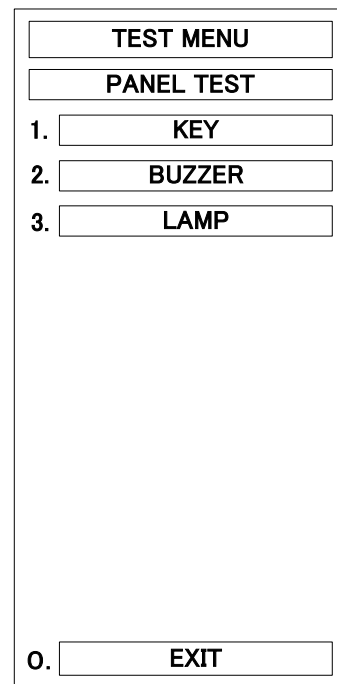 TEST MENU
PANEL TEST
1. KEY
2. BUZZER
3. LAMP
0. EXIT